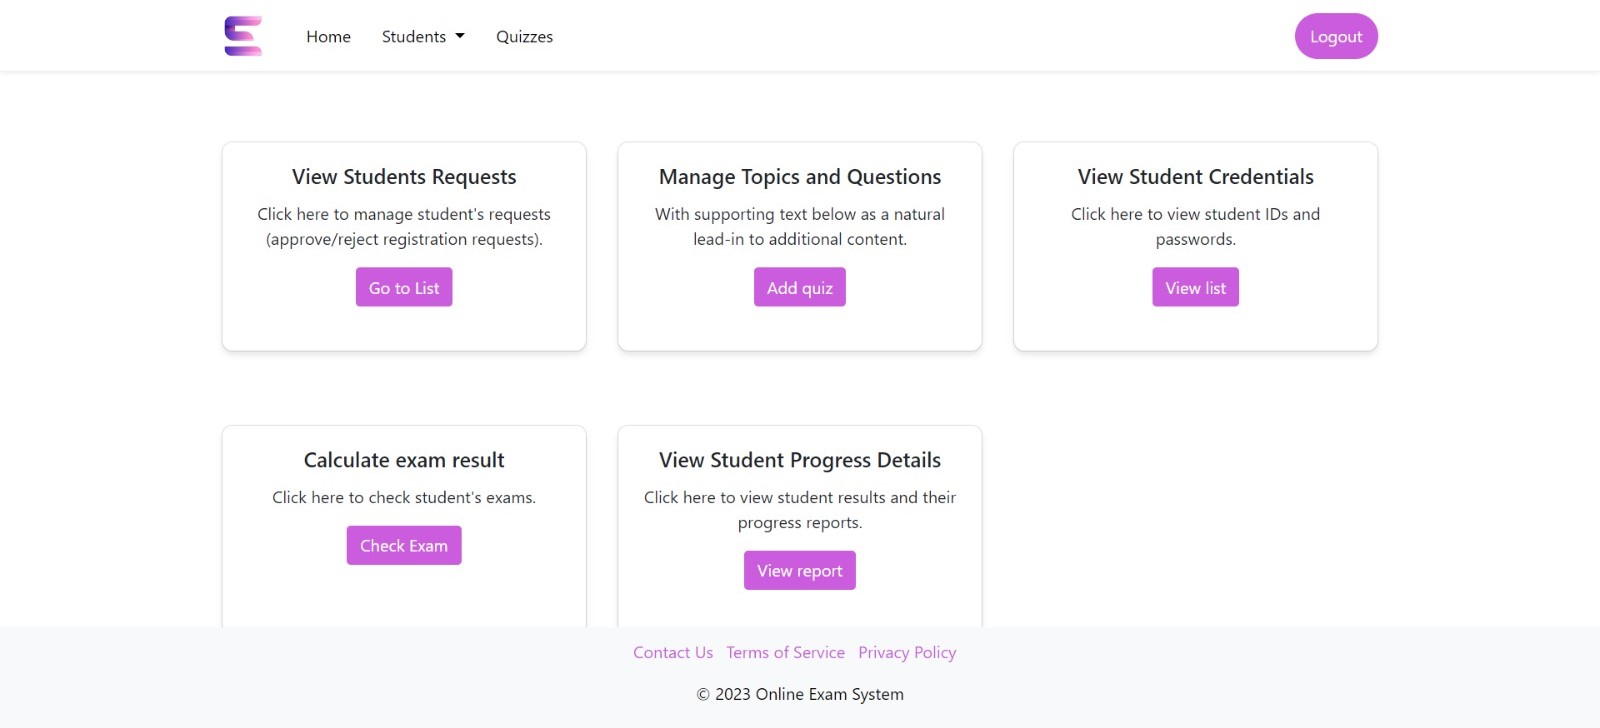 Home Students Quizzes Logout
View Students Requests
Click here to manage student's requests
(approve/reject registration requests).
Go to List
Manage Topics and Questions
With supporting text below as a natural
lead-in to additional content.
Add quiz
View Student Credentials
Click here to view student IDs and
passwords.
View list
Calculate exam result
Click here to check student's exams.
Check Exam
View Student Progress Details
Click here to view student results and their
progress reports.
View report
Contact Us Terms of Service Privacy Policy
© 2023 Online Exam System